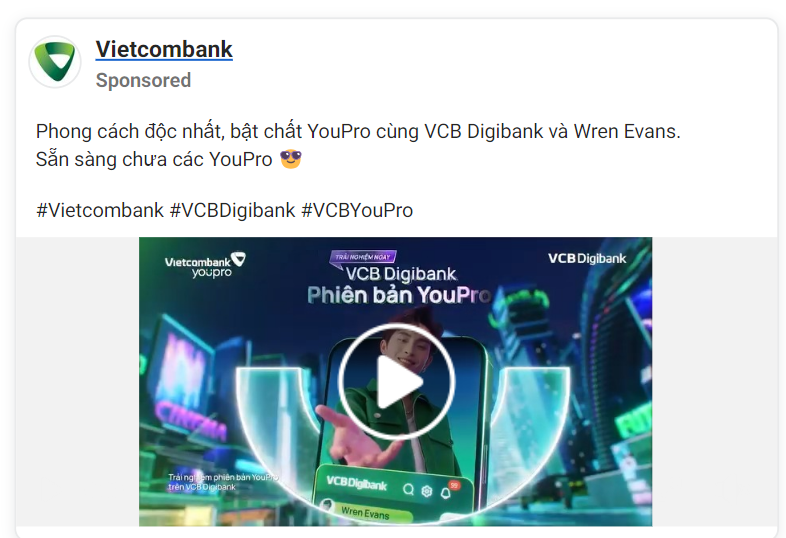 Vietcombank
Sponsored
Phong cách độc nhất, bật chất YouPro cùng VCB Digibank và Wren Evans.
Sẵn sàng chưa các YouPro 😎
#Vietcombank #VCBDigibank #VCBYouPro
Vietcombank
youpro
TRẢI NGHIỆM NGAY
VCB Digibank
Phiên bản YouPro
VCB Digibank
CINEMA
Trải nghiệm phiên bản YouPro
trên VCB Digibank
VCB Digibank
Wren Evans